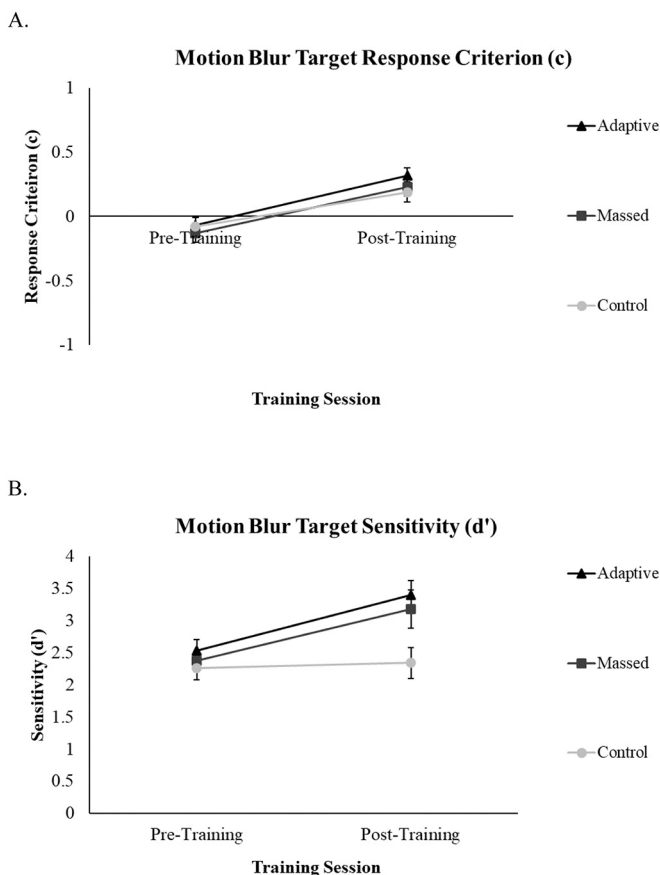 A.
Motion Blur Target Response Criterion (c)
1
0.5
0
-0.5
-1
Response Criteiron (c)
Pre-Training
Post-Training
Training Session
Adaptive
Massed
Control
B.
Motion Blur Target Sensitivity (d')
4
3.5
3
2.5
2
1.5
1
0.5
0
Sensitivity (d')
Pre-Training
Post-Training
Training Session
Adaptive
Massed
Control